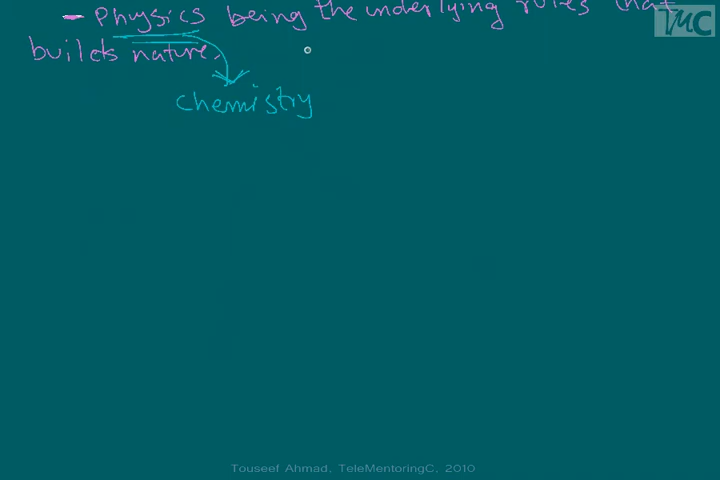 - Physics being the underlying rules that
builds nature.
chemistry
TMC
Touseef Ahmad, TeleMentoringC, 2010